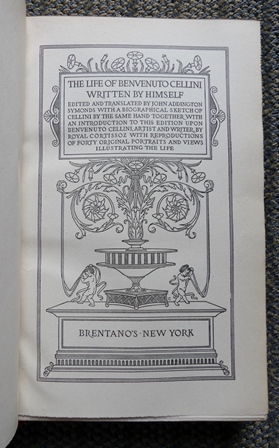 THE LIFE OF BENVENUTO CELLINI
WRITTEN BY HIMSELF
EDITED AND TRANSLATED BY JOHN ADDINGTON
SYMONDS WITH A BIOGRAPHICAL SKETCH OF
CELLINI BY THE SAME HAND TOGETHER WITH
AN INTRODUCTION TO THIS EDITION UPON
BENVENUTO CELLINI, ARTIST AND WRITER, BY
ROYAL CORTISSOZ WITH REPRODUCTIONS
OF FORTY ORIGINAL PORTRAITS AND VIEWS
ILLUSTRATING THE LIFE
BRENTANO'S · NEW YORK